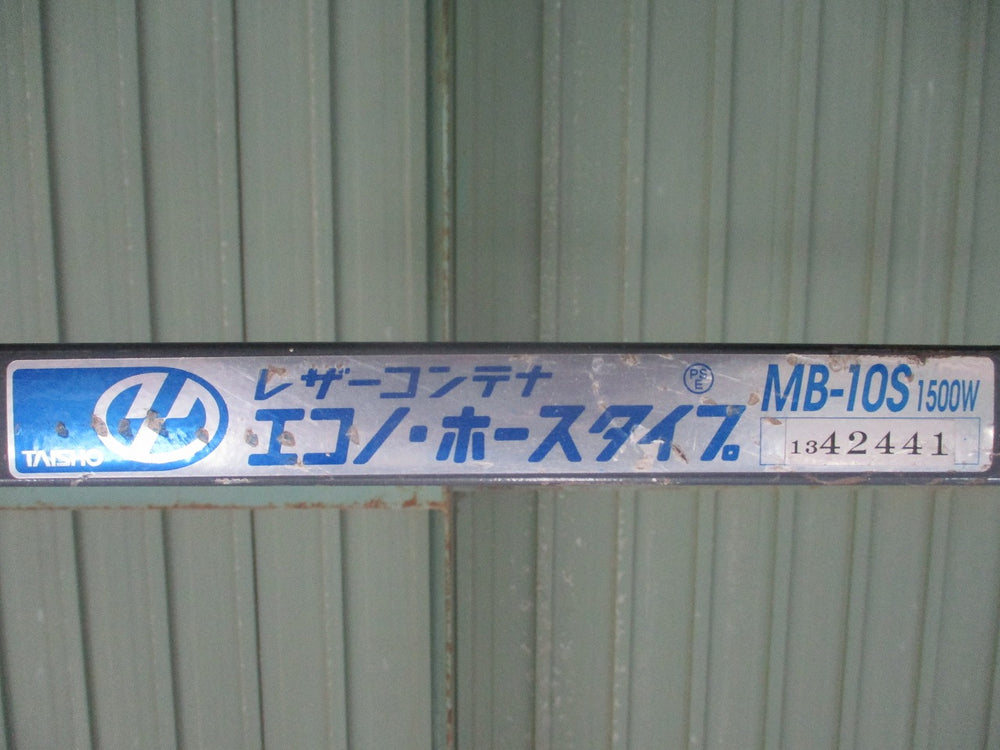 TAISHO
レザーコンテナ
エコノ・ホースタイプ
PS
E
MB-10S 1500W
1342441